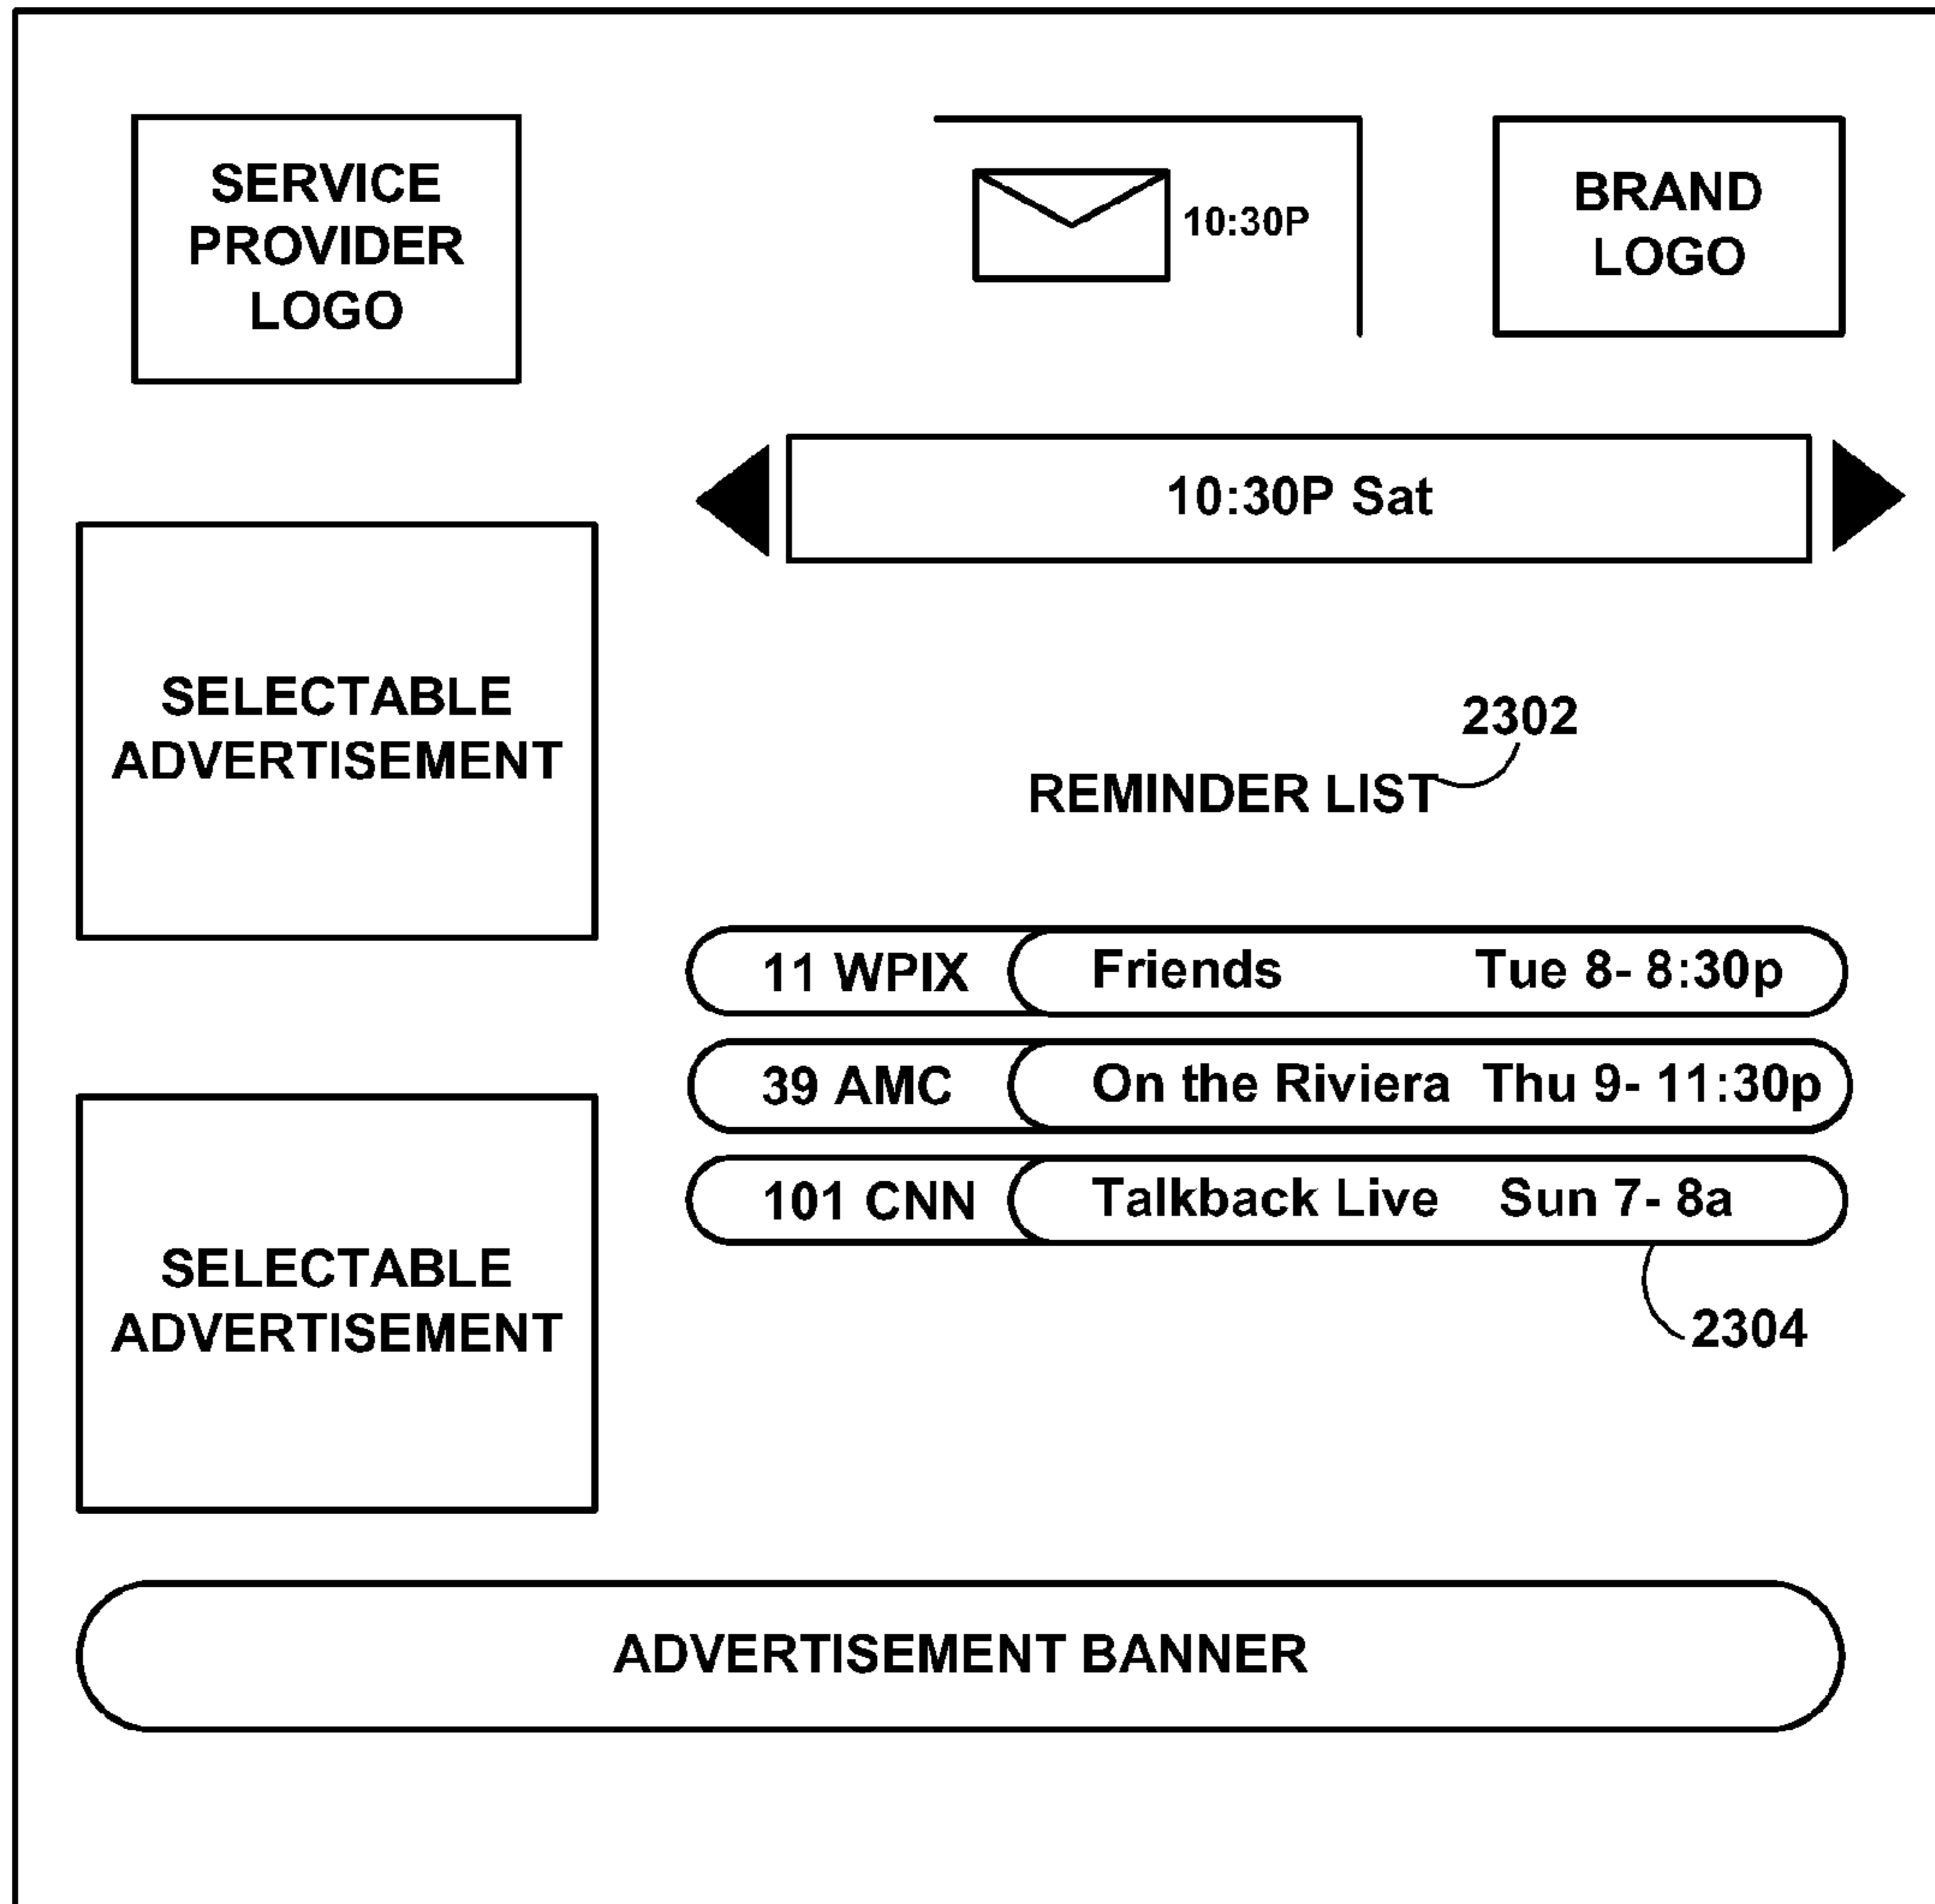 SERVICE
PROVIDER
LOGO
10:30P
BRAND
LOGO
10:30P Sat
SELECTABLE
ADVERTISEMENT
2302
REMINDER LIST
11 WPIX Friends Tue 8- 8:30p
39 AMC On the Riviera Thu 9- 11:30p
101 CNN Talkback Live Sun 7- 8a
2304
SELECTABLE
ADVERTISEMENT
ADVERTISEMENT BANNER